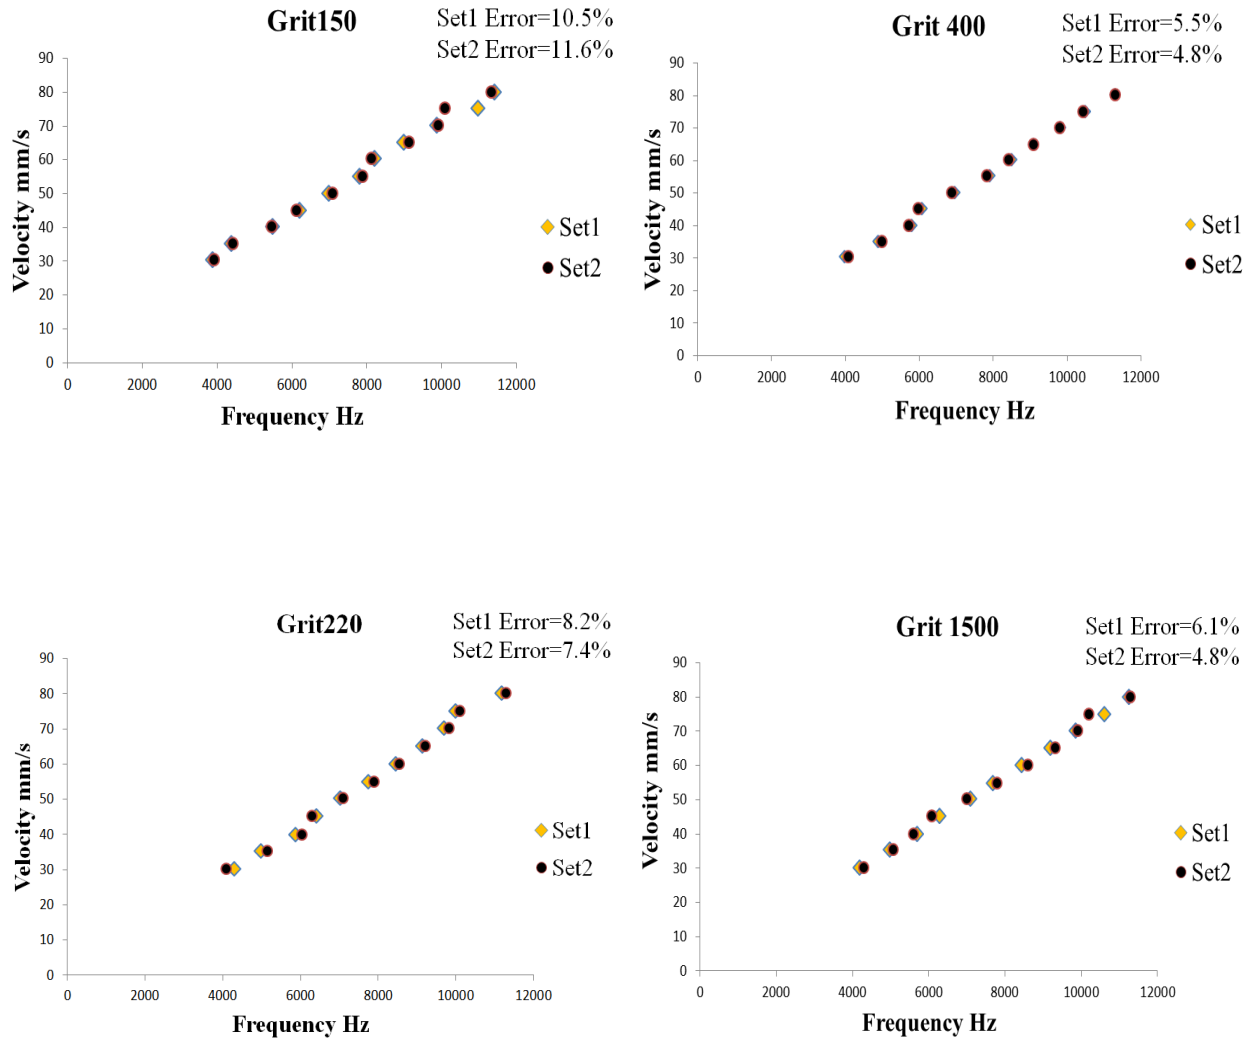 Grit150
Set1 Error=10.5%
Set2 Error=11.6%
Velocity mm/s
90
80
70
60
50
40
30
20
10
0
0 2000 4000 6000 8000 10000 12000
Frequency Hz
Set1
Set2
Grit 400
Set1 Error=5.5%
Set2 Error=4.8%
Velocity mm/s
90
80
70
60
50
40
30
20
10
0
0 2000 4000 6000 8000 10000 12000
Frequency Hz
Set1
Set2
Grit220
Set1 Error=8.2%
Set2 Error=7.4%
Velocity mm/s
90
80
70
60
50
40
30
20
10
0
0 2000 4000 6000 8000 10000 12000
Frequency Hz
Set1
Set2
Grit 1500
Set1 Error=6.1%
Set2 Error=4.8%
Velocity mm/s
90
80
70
60
50
40
30
20
10
0
0 2000 4000 6000 8000 10000 12000
Frequency Hz
Set1
Set2